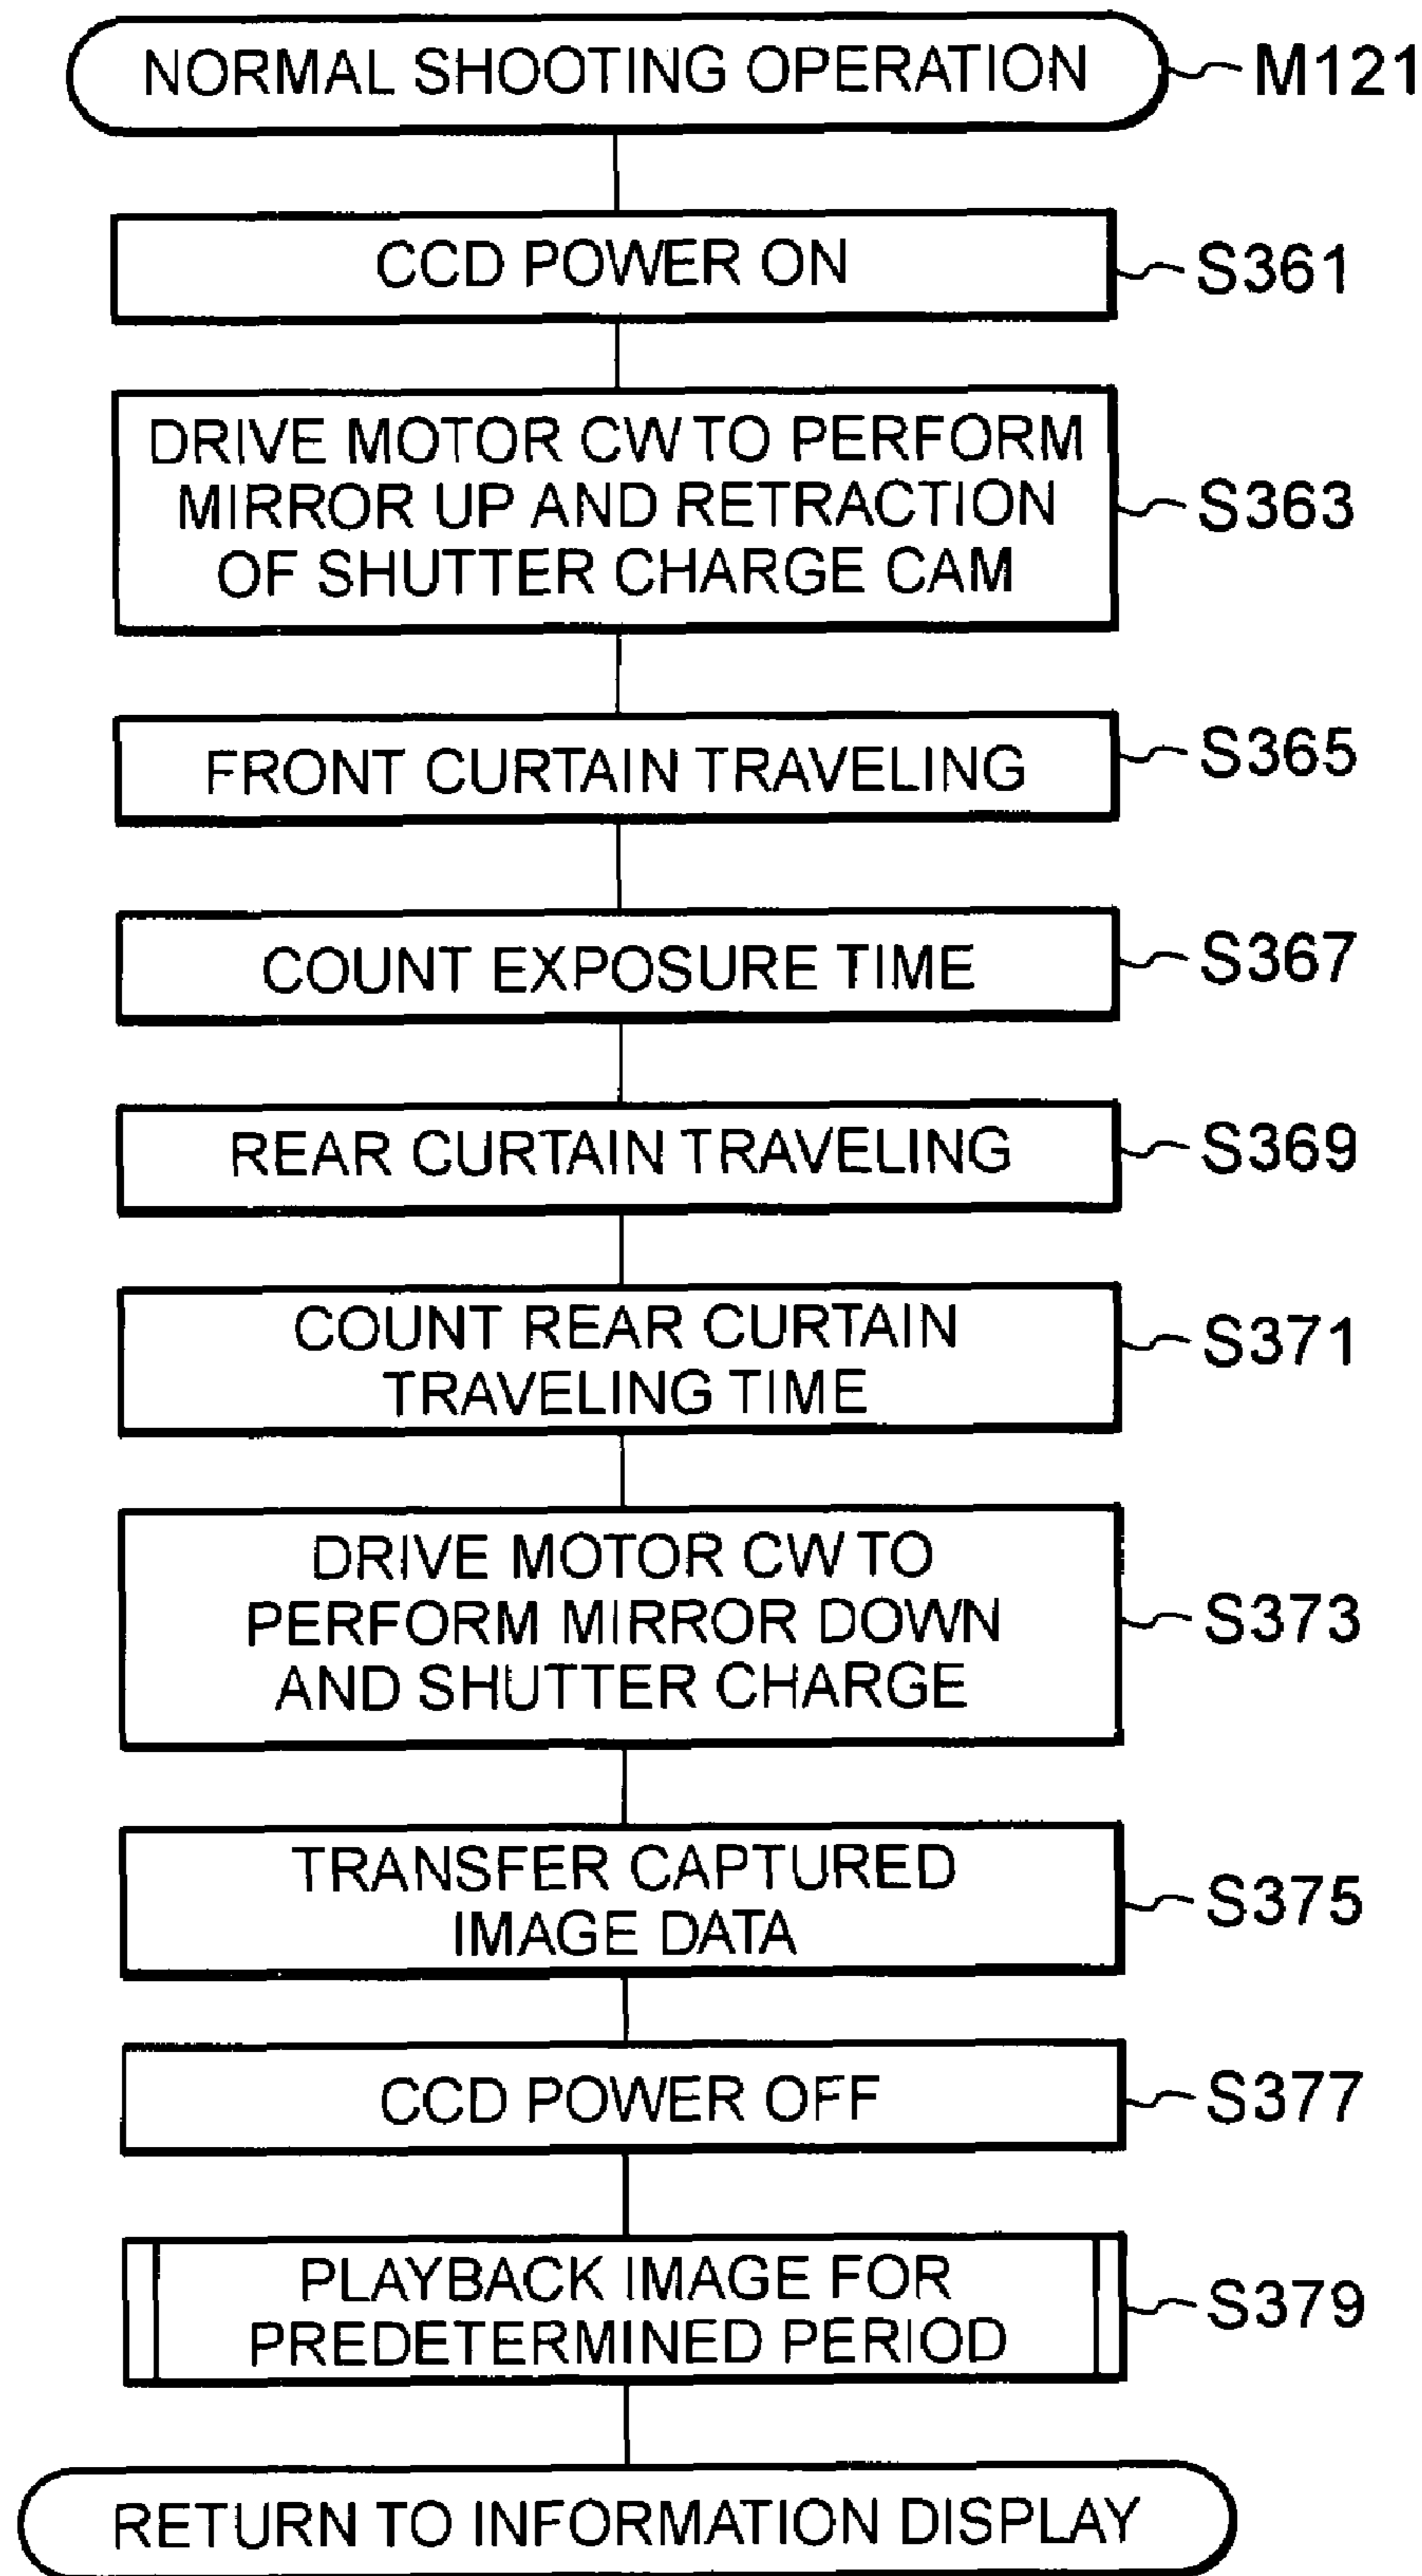 NORMAL SHOOTING OPERATION M121
CCD POWER ON S361
DRIVE MOTOR CW TO PERFORM
MIRROR UP AND RETRACTION S363
OF SHUTTER CHARGE CAM
FRONT CURTAIN TRAVELING S365
COUNT EXPOSURE TIME S367
REAR CURTAIN TRAVELING S369
COUNT REAR CURTAIN S371
TRAVELING TIME
DRIVE MOTOR CW TO
PERFORM MIRROR DOWN S373
AND SHUTTER CHARGE
TRANSFER CAPTURED S375
IMAGE DATA
CCD POWER OFF S377
PLAYBACK IMAGE FOR S379
PREDETERMINED PERIOD
RETURN TO INFORMATION DISPLAY